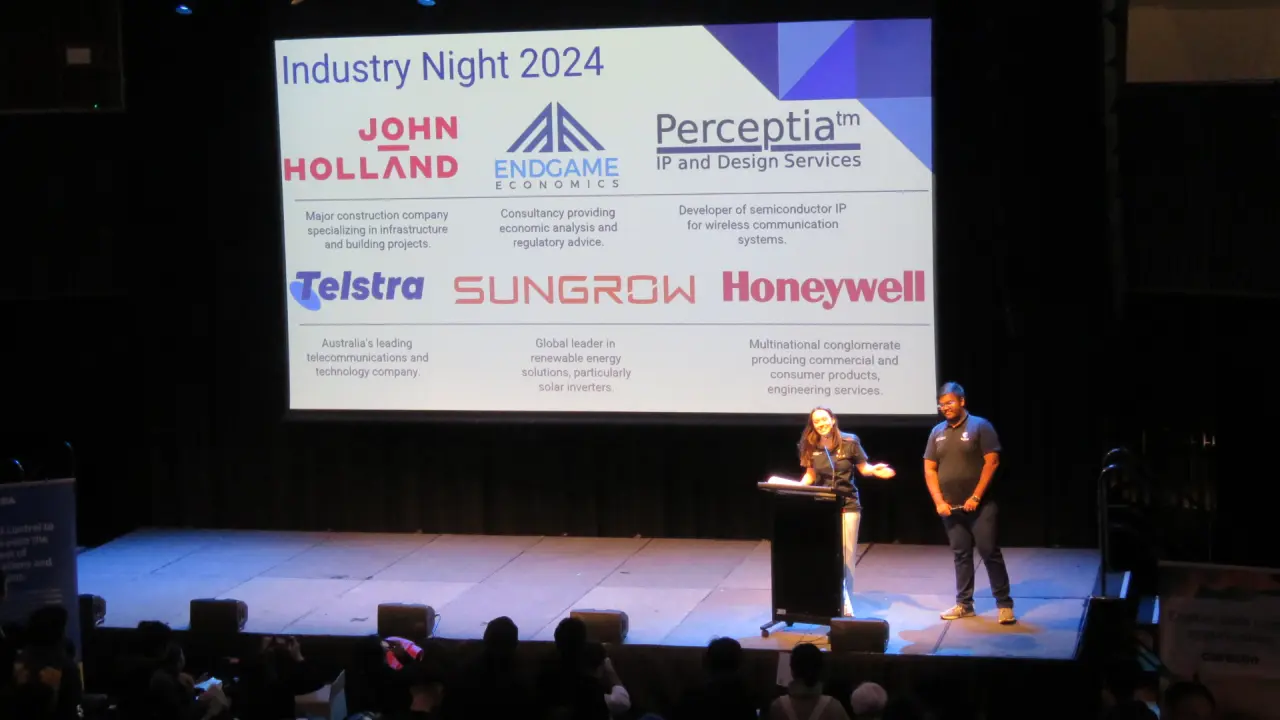 Industry Night 2024
JOHN
HOLLAND
ENDGAME
ECONOMICS
Perceptia™
IP and Design Services
Major construction company
specializing in infrastructure
and building projects.
Consultancy providing
economic analysis and
regulatory advice.
Developer of semiconductor IP
for wireless communication
systems.
Telstra
SUNGROW
Honeywell
Australia's leading
telecommunications and
technology company.
Global leader in
renewable energy
solutions, particularly
solar inverters.
Multinational conglomerate
producing commercial and
consumer products,
engineering services.
control to